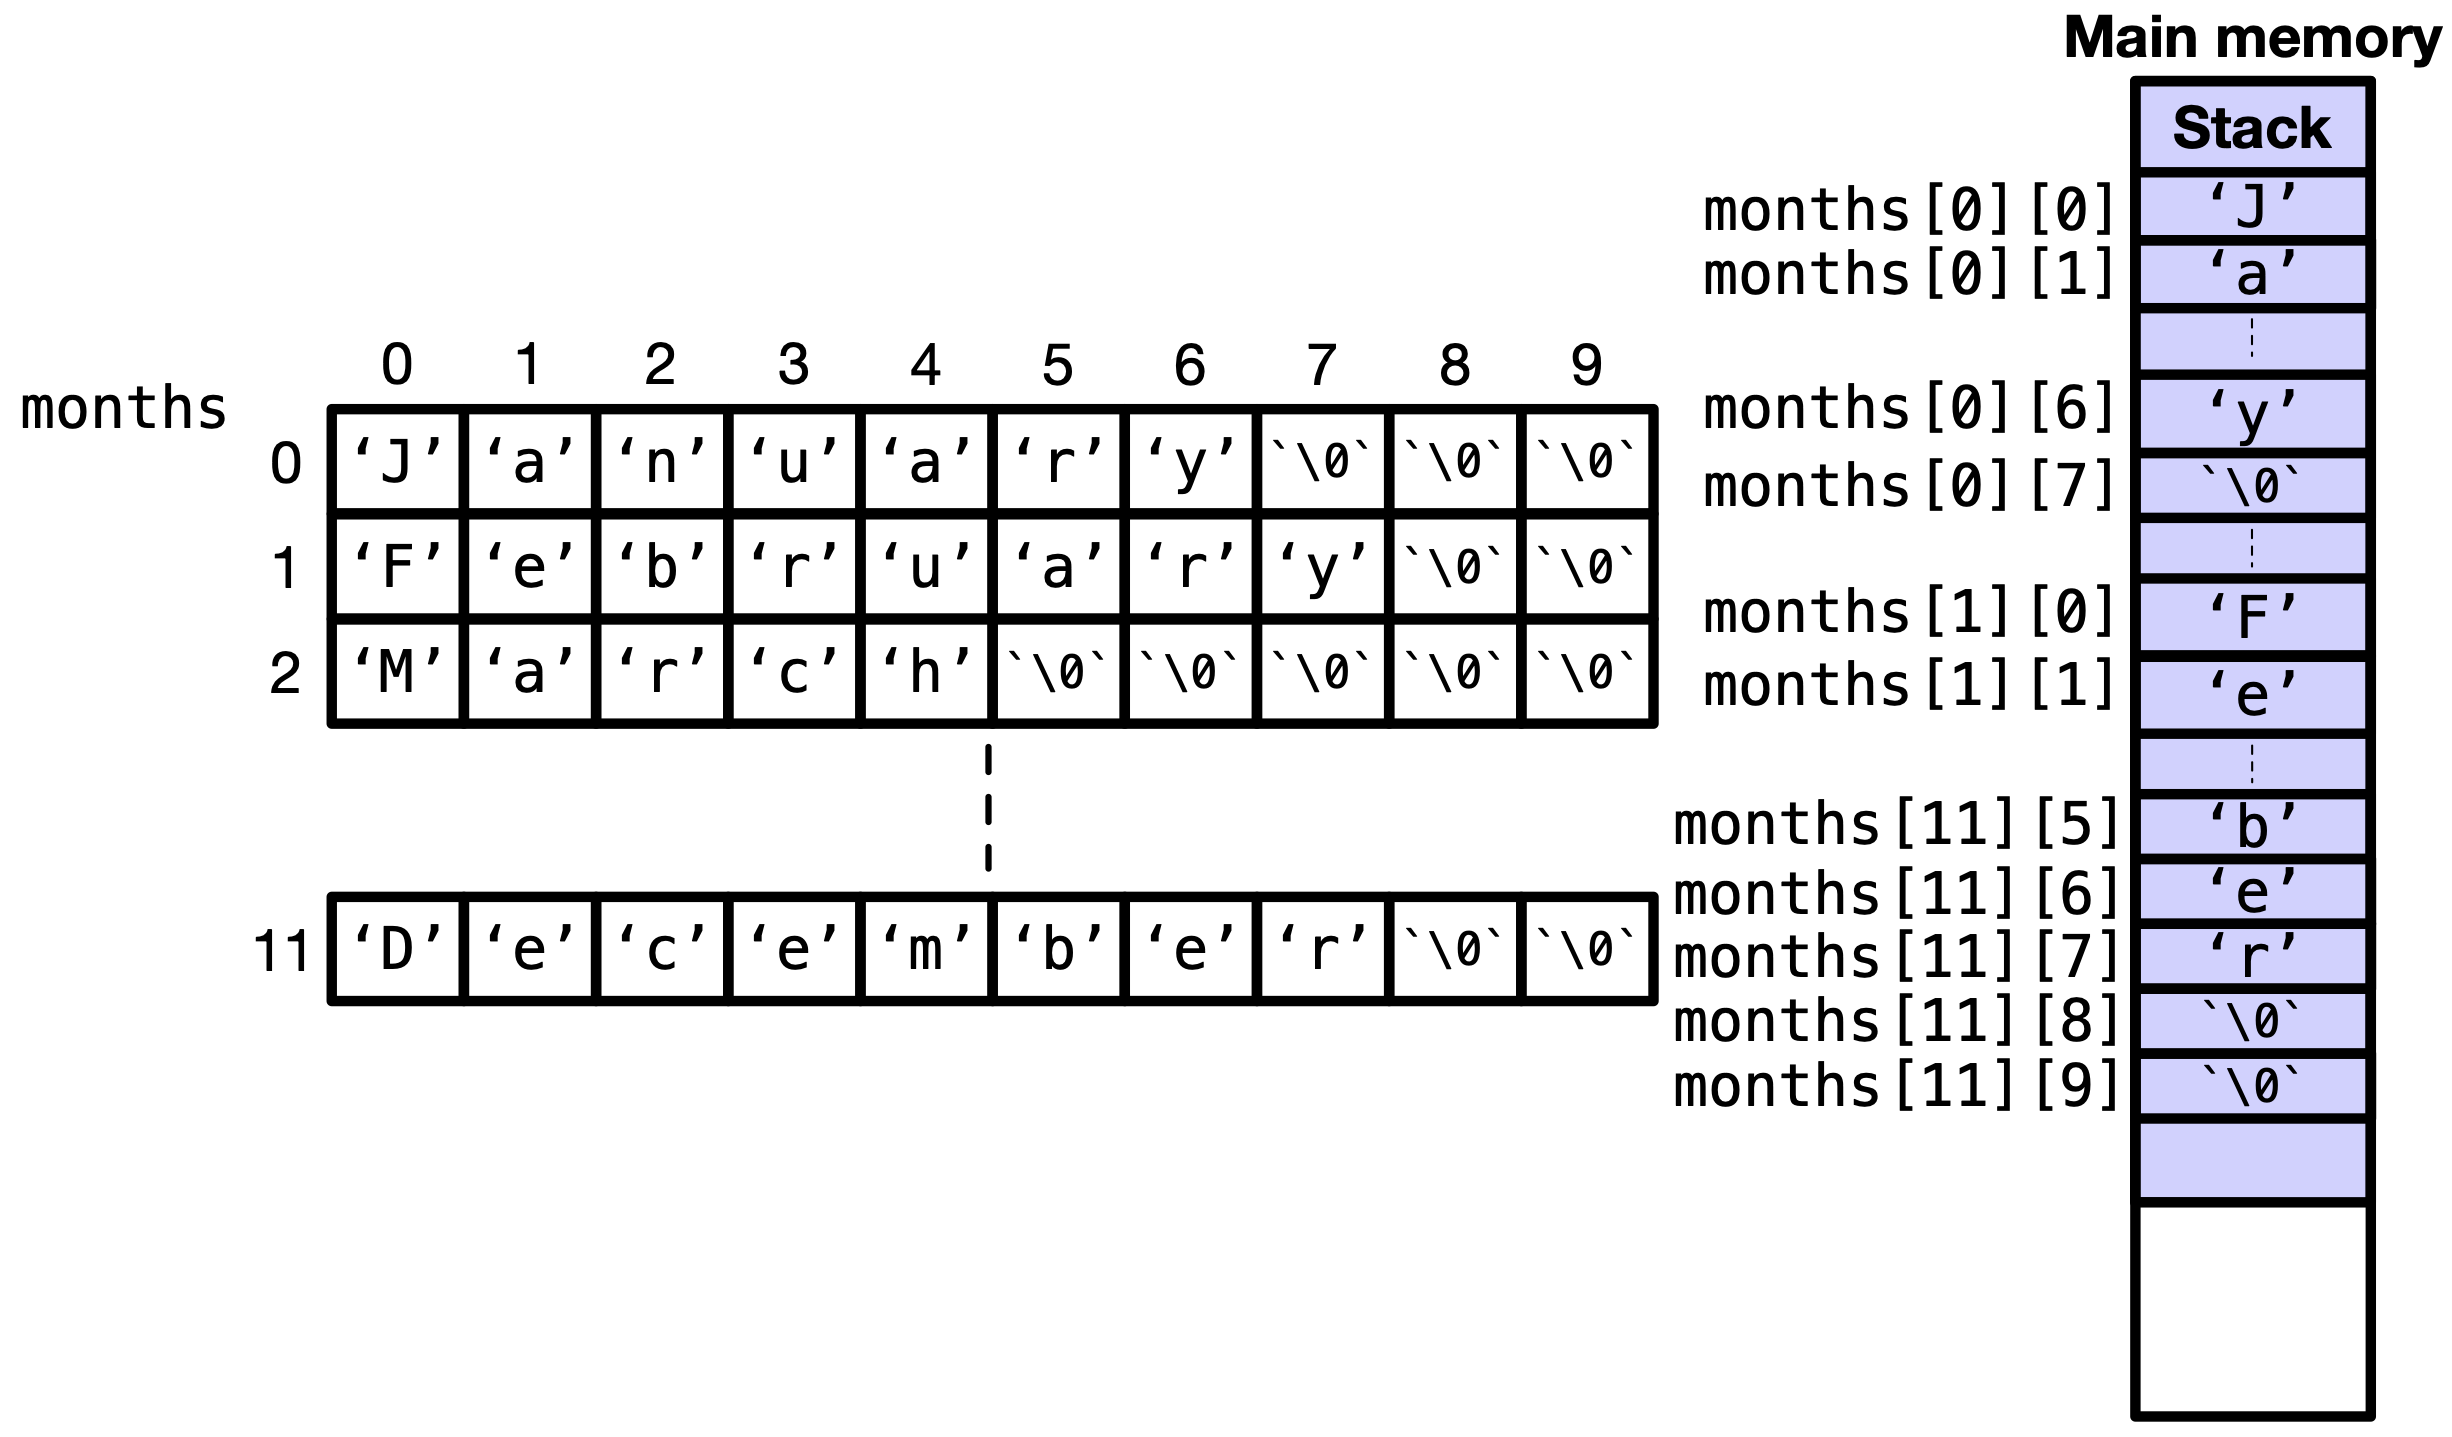 Main memory
Stack
months[0][0] ‘J’
months[0][1] ‘a’
months[0][6] ‘y’
months[0][7] `\0`
months[1][0] ‘F’
months[1][1] ‘e’
months[11][5] ‘b’
months[11][6] ‘e’
months[11][7] ‘r’
months[11][8] `\0`
months[11][9] `\0`
months
0 1 2 3 4 5 6 7 8 9
0 ‘J’ ‘a’ ‘n’ ‘u’ ‘a’ ‘r’ ‘y’ `\0` `\0` `\0`
1 ‘F’ ‘e’ ‘b’ ‘r’ ‘u’ ‘a’ ‘r’ ‘y’ `\0` `\0`
2 ‘M’ ‘a’ ‘r’ ‘c’ ‘h’ `\0` `\0` `\0` `\0` `\0`
11 ‘D’ ‘e’ ‘c’ ‘e’ ‘m’ ‘b’ ‘e’ ‘r’ `\0` `\0`